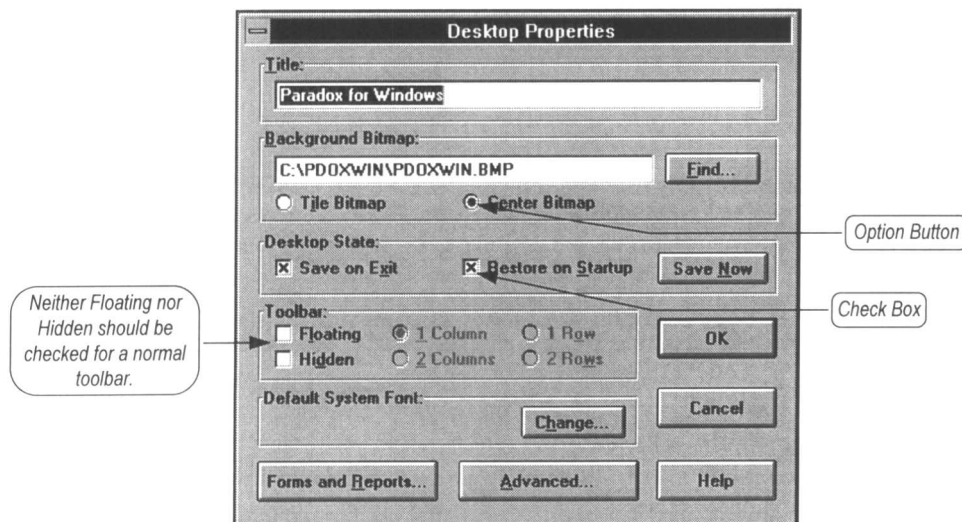 Desktop Properties
Title:
Paradox for Windows
Background Bitmap:
C:\PDOXWIN\PDOXWIN.BMP
Find...
Tile Bitmap
Center Bitmap
Option Button
Desktop State:
Save on Exit
Restore on Startup
Save Now
Check Box
Neither Floating nor
Hidden should be
checked for a normal
toolbar.
Toolbar:
Floating
1 Column
1 Row
Hidden
2 Columns
2 Rows
OK
Default System Font:
Change...
Cancel
Forms and Reports...
Advanced...
Help